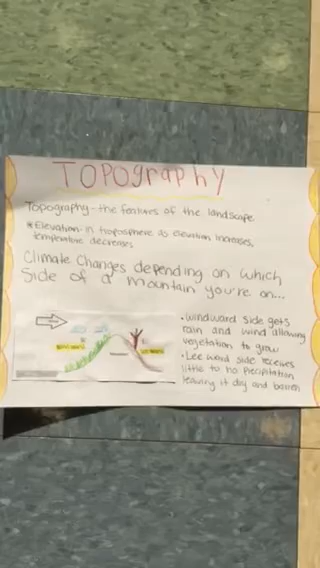 TOPOGRAPHY
Topography - the features of the landscape
*Elevation - in troposphere as elevation increases,
temperature decreases
Climate Changes depending on which
Side of a mountain you're on...
• Windward Side gets
rain and wind allowing
vegetation to grow
• Leeward side receives
little to no precipitation
leaving it dry and barren